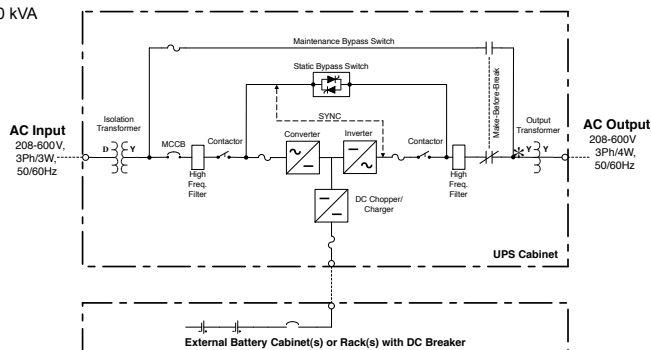 0 kVA
Maintenance Bypass Switch
Static Bypass Switch
Isolation
Transformer
Make-Before-Break
Output
Transformer
AC Input
208-600V,
3Ph/3W,
50/60Hz
D
Y
MCCB
Contactor
SYNC
Converter
Inverter
Contactor
Y
Y
AC Output
208-600V
3Ph/4W,
50/60Hz
High
Freq.
Filter
High
Freq.
Filter
DC Chopper/
Charger
UPS Cabinet
External Battery Cabinet(s) or Rack(s) with DC Breaker